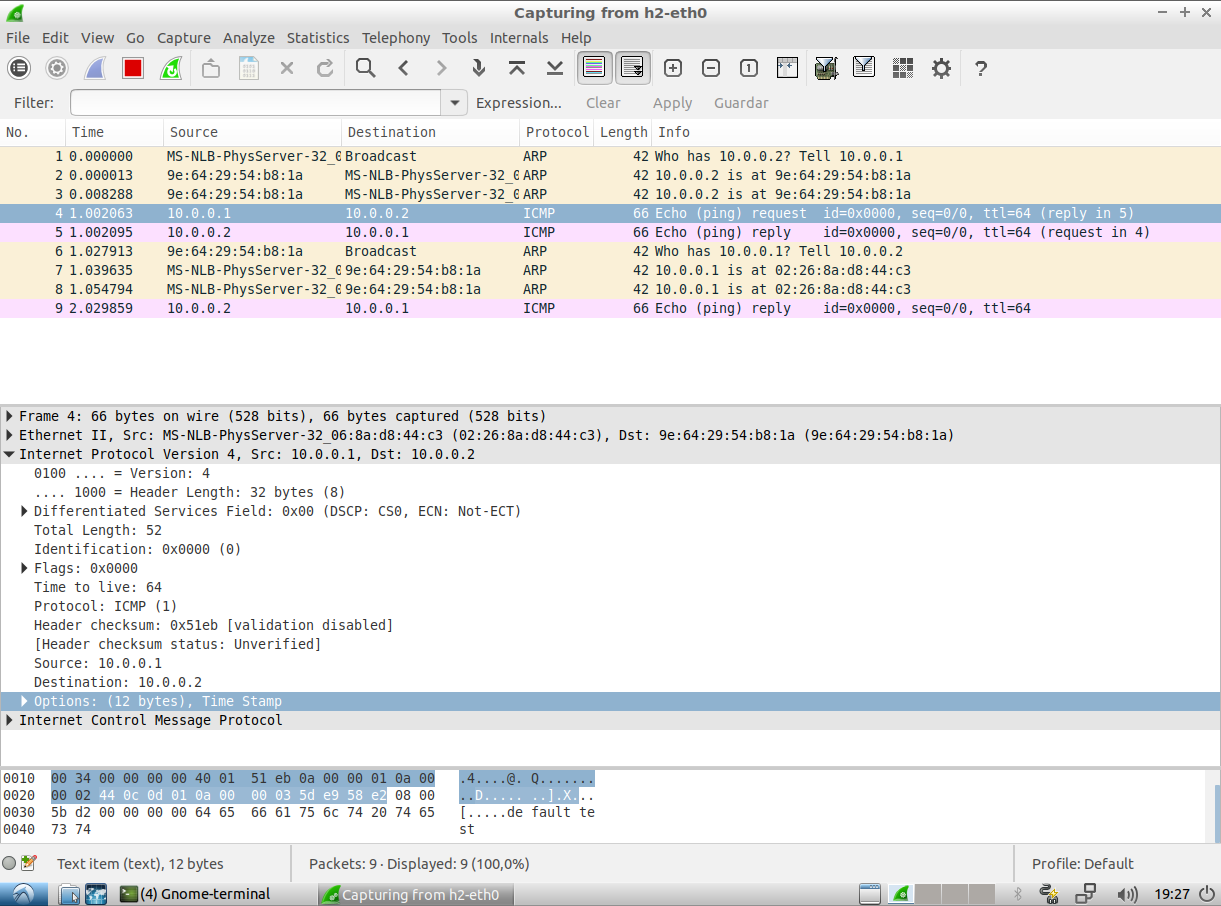 Capturing from h2-eth0
File Edit View Go Capture Analyze Statistics Telephony Tools Internals Help
Filter: Expression... Clear Apply Guardar
No. Time Source Destination Protocol Length Info
1 0.000000 MS-NLB-PhysServer-32_0 Broadcast ARP 42 Who has 10.0.0.2? Tell 10.0.0.1
2 0.000013 9e:64:29:54:b8:1a MS-NLB-PhysServer-32_0 ARP 42 10.0.0.2 is at 9e:64:29:54:b8:1a
3 0.008288 9e:64:29:54:b8:1a MS-NLB-PhysServer-32_0 ARP 42 10.0.0.2 is at 9e:64:29:54:b8:1a
4 1.002063 10.0.0.1 10.0.0.2 ICMP 66 Echo (ping) request id=0x0000, seq=0/0, ttl=64 (reply in 5)
5 1.002095 10.0.0.2 10.0.0.1 ICMP 66 Echo (ping) reply id=0x0000, seq=0/0, ttl=64 (request in 4)
6 1.027913 9e:64:29:54:b8:1a Broadcast ARP 42 Who has 10.0.0.1? Tell 10.0.0.2
7 1.039635 MS-NLB-PhysServer-32_0 9e:64:29:54:b8:1a ARP 42 10.0.0.1 is at 02:26:8a:d8:44:c3
8 1.054794 MS-NLB-PhysServer-32_0 9e:64:29:54:b8:1a ARP 42 10.0.0.1 is at 02:26:8a:d8:44:c3
9 2.029859 10.0.0.2 10.0.0.1 ICMP 66 Echo (ping) reply id=0x0000, seq=0/0, ttl=64
Frame 4: 66 bytes on wire (528 bits), 66 bytes captured (528 bits)
Ethernet II, Src: MS-NLB-PhysServer-32_06:8a:d8:44:c3 (02:26:8a:d8:44:c3), Dst: 9e:64:29:54:b8:1a (9e:64:29:54:b8:1a)
Internet Protocol Version 4, Src: 10.0.0.1, Dst: 10.0.0.2
0100 .... = Version: 4
.... 1000 = Header Length: 32 bytes (8)
Differentiated Services Field: 0x00 (DSCP: CS0, ECN: Not-ECT)
Total Length: 52
Identification: 0x0000 (0)
Flags: 0x0000
Time to live: 64
Protocol: ICMP (1)
Header checksum: 0x51eb [validation disabled]
[Header checksum status: Unverified]
Source: 10.0.0.1
Destination: 10.0.0.2
Options: (12 bytes), Time Stamp
Internet Control Message Protocol
0010 00 34 00 00 00 00 40 01 51 eb 0a 00 00 01 0a 00 .4....@. Q.......
0020 00 02 44 0c 0d 01 0a 00 00 03 5d e9 58 e2 08 00 ..D..... ..].X...
0030 5b d2 00 00 00 00 64 65 66 61 75 6c 74 20 74 65 [.....de fault te
0040 73 74 st
Text item (text), 12 bytes Packets: 9 · Displayed: 9 (100,0%) Profile: Default
(4) Gnome-terminal Capturing from h2-eth0 19:27